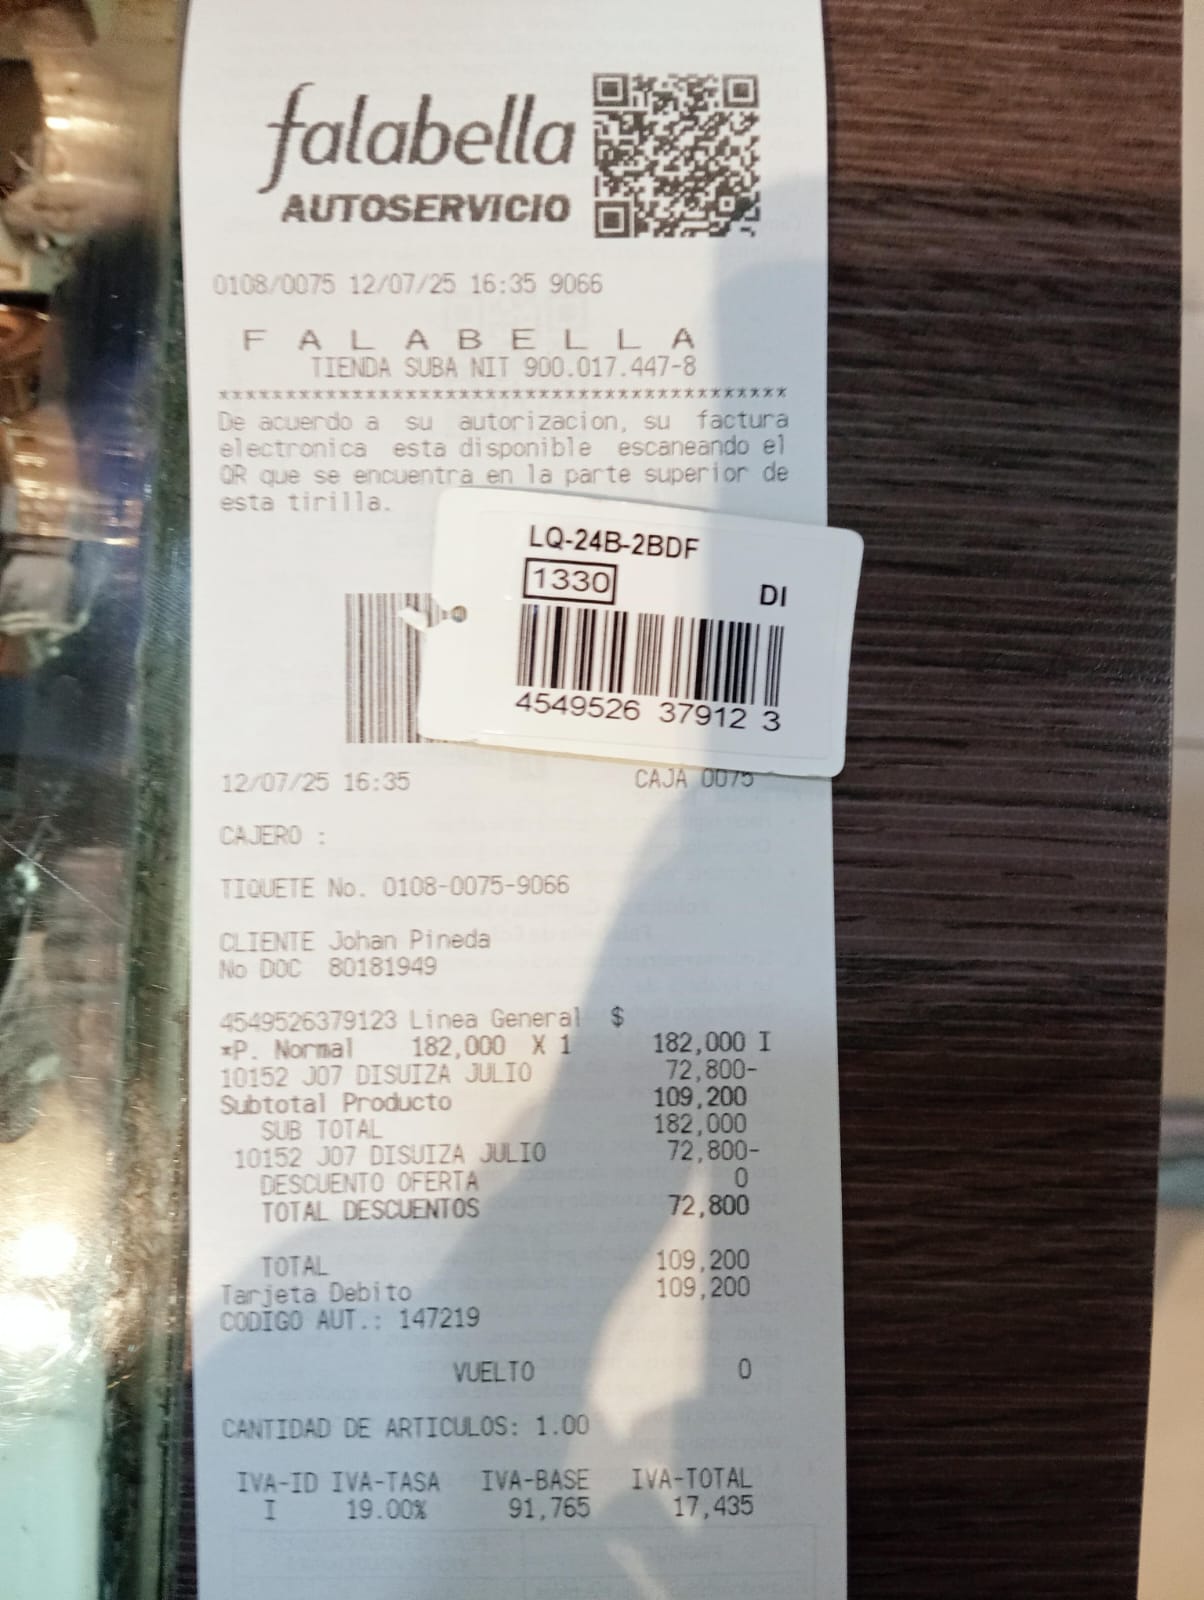 falabella
AUTOSERVICIO
0108/0075 12/07/25 16:35 9066
F A L A B E L L A
TIENDA SUBA NIT 900.017.447-8
******************************************
De acuerdo a su autorizacion, su factura
electronica esta disponible escaneando el
QR que se encuentra en la parte superior de
esta tirilla.
LQ-24B-2BDF
1330 DI
4549526 37912 3
12/07/25 16:35 CAJA 0075
CAJERO :
TIQUETE No. 0108-0075-9066
CLIENTE Johan Pineda
No DOC 80181949
4549526379123 Linea General $
*P. Normal 182,000 X 1 182,000 I
10152 J07 DISUIZA JULIO 72,800-
Subtotal Producto 109,200
SUB TOTAL 182,000
10152 J07 DISUIZA JULIO 72,800-
DESCUENTO OFERTA 0
TOTAL DESCUENTOS 72,800
TOTAL 109,200
Tarjeta Debito 109,200
CODIGO AUT.: 147219
VUELTO 0
CANTIDAD DE ARTICULOS: 1.00
IVA-ID IVA-TASA IVA-BASE IVA-TOTAL
I 19.00% 91,765 17,435